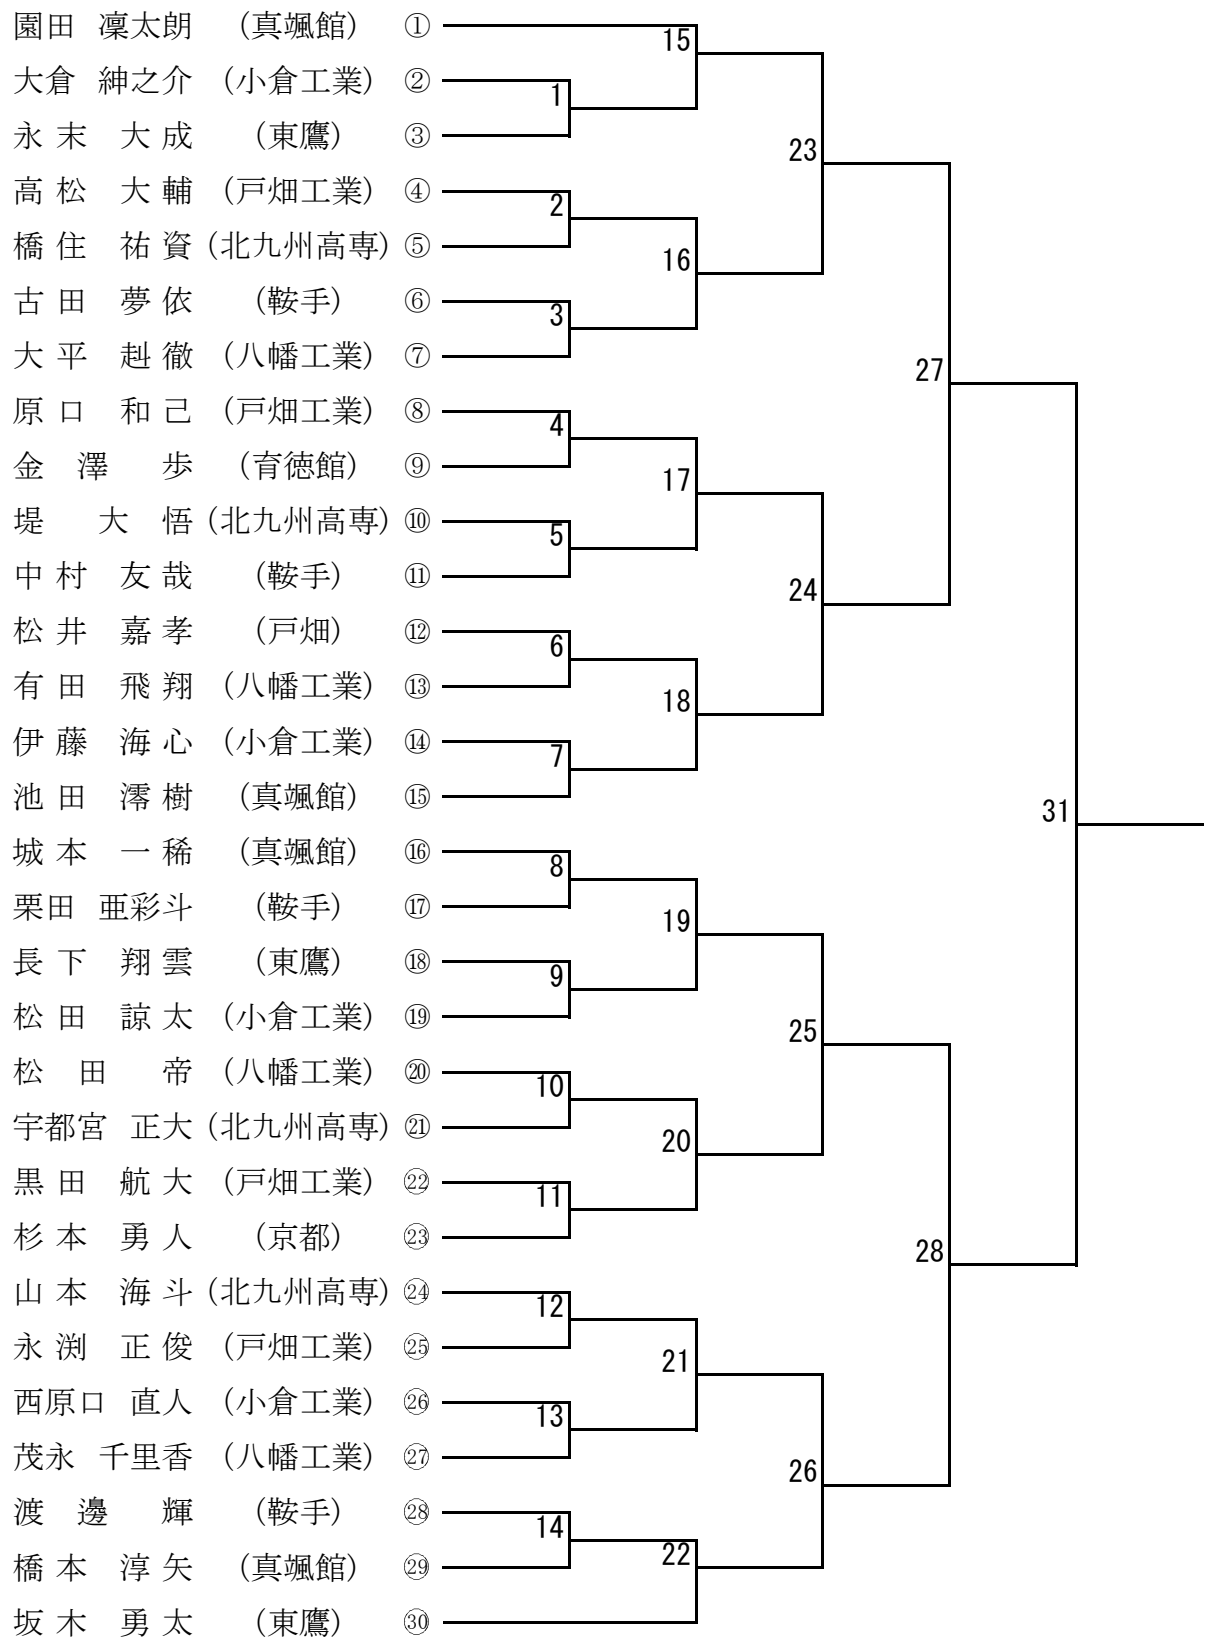 園田 凜太朗 (真颯館) ①
大倉 紳之介 (小倉工業) ②
永末 大成 (東鷹) ③
高松 大輔 (戸畑工業) ④
橋住 祐資 (北九州高専) ⑤
古田 夢依 (鞍手) ⑥
大平 赳徹 (八幡工業) ⑦
原口 和己 (戸畑工業) ⑧
金澤 歩 (育徳館) ⑨
堤 大悟 (北九州高専) ⑩
中村 友哉 (鞍手) ⑪
松井 嘉孝 (戸畑) ⑫
有田 飛翔 (八幡工業) ⑬
伊藤 海心 (小倉工業) ⑭
池田 澪樹 (真颯館) ⑮
城本 一稀 (真颯館) ⑯
栗田 亜彩斗 (鞍手) ⑰
長下 翔雲 (東鷹) ⑱
松田 諒太 (小倉工業) ⑲
松田 帝 (八幡工業) ⑳
宇都宮 正大 (北九州高専) ㉑
黒田 航大 (戸畑工業) ㉒
杉本 勇人 (京都) ㉓
山本 海斗 (北九州高専) ㉔
永渕 正俊 (戸畑工業) ㉕
西原口 直人 (小倉工業) ㉖
茂永 千里香 (八幡工業) ㉗
渡邊 輝 (鞍手) ㉘
橋本 淳矢 (真颯館) ㉙
坂木 勇太 (東鷹) ㉚
1
2
3
4
5
6
7
8
9
10
11
12
13
14
15
16
17
18
19
20
21
22
23
24
25
26
27
28
31